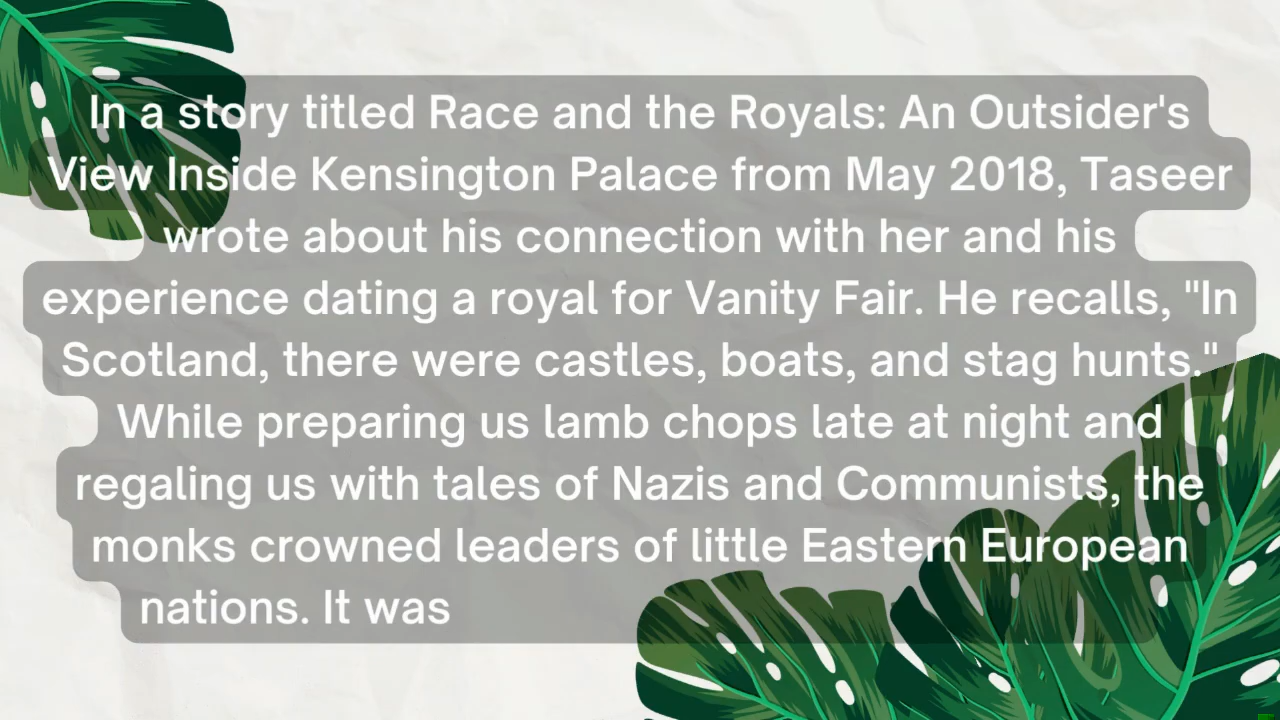 In a story titled Race and the Royals: An Outsider's
View Inside Kensington Palace from May 2018, Taseer
wrote about his connection with her and his
experience dating a royal for Vanity Fair. He recalls, "In
Scotland, there were castles, boats, and stag hunts."
While preparing us lamb chops late at night and
regaling us with tales of Nazis and Communists, the
monks crowned leaders of little Eastern European
nations. It was